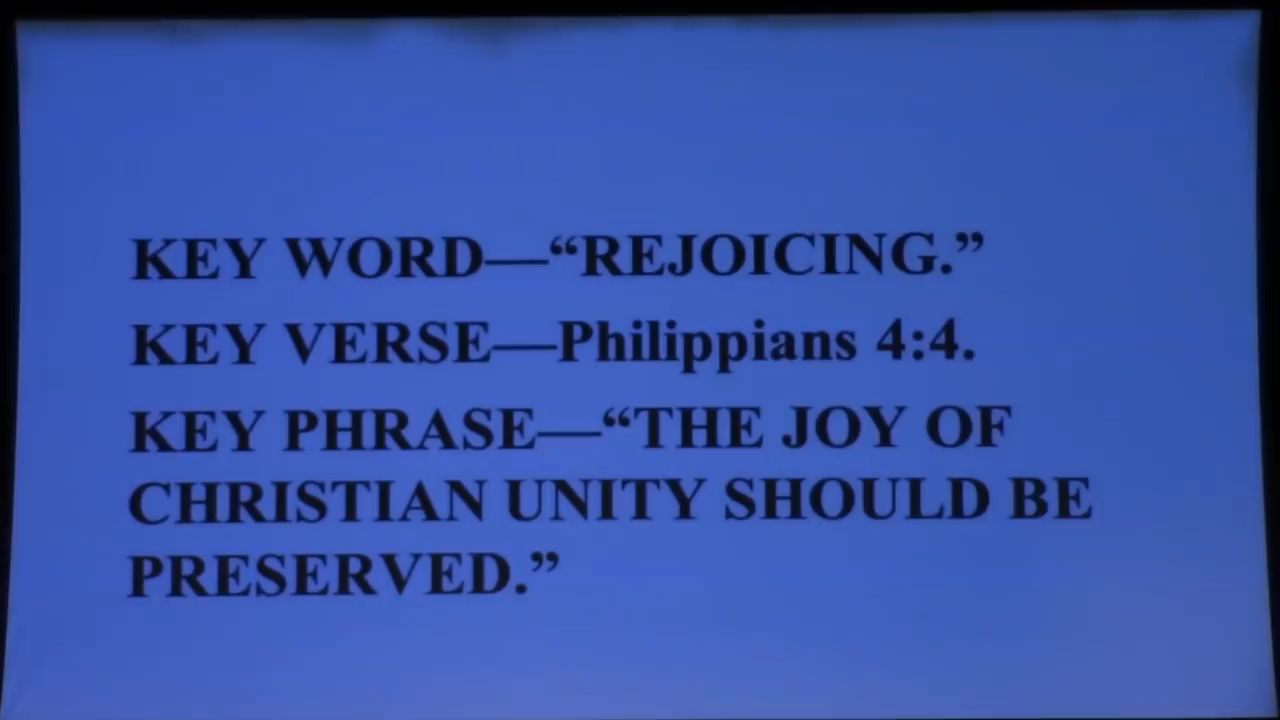 KEY WORD—“REJOICING.”
KEY VERSE—Philippians 4:4.
KEY PHRASE—“THE JOY OF
CHRISTIAN UNITY SHOULD BE
PRESERVED.”